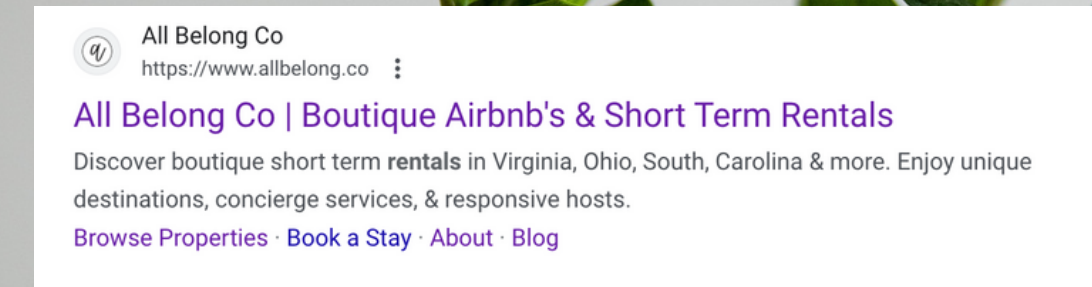 All Belong Co
https://www.allbelong.co
All Belong Co | Boutique Airbnb's & Short Term Rentals
Discover boutique short term rentals in Virginia, Ohio, South, Carolina & more. Enjoy unique
destinations, concierge services, & responsive hosts.
Browse Properties · Book a Stay · About · Blog